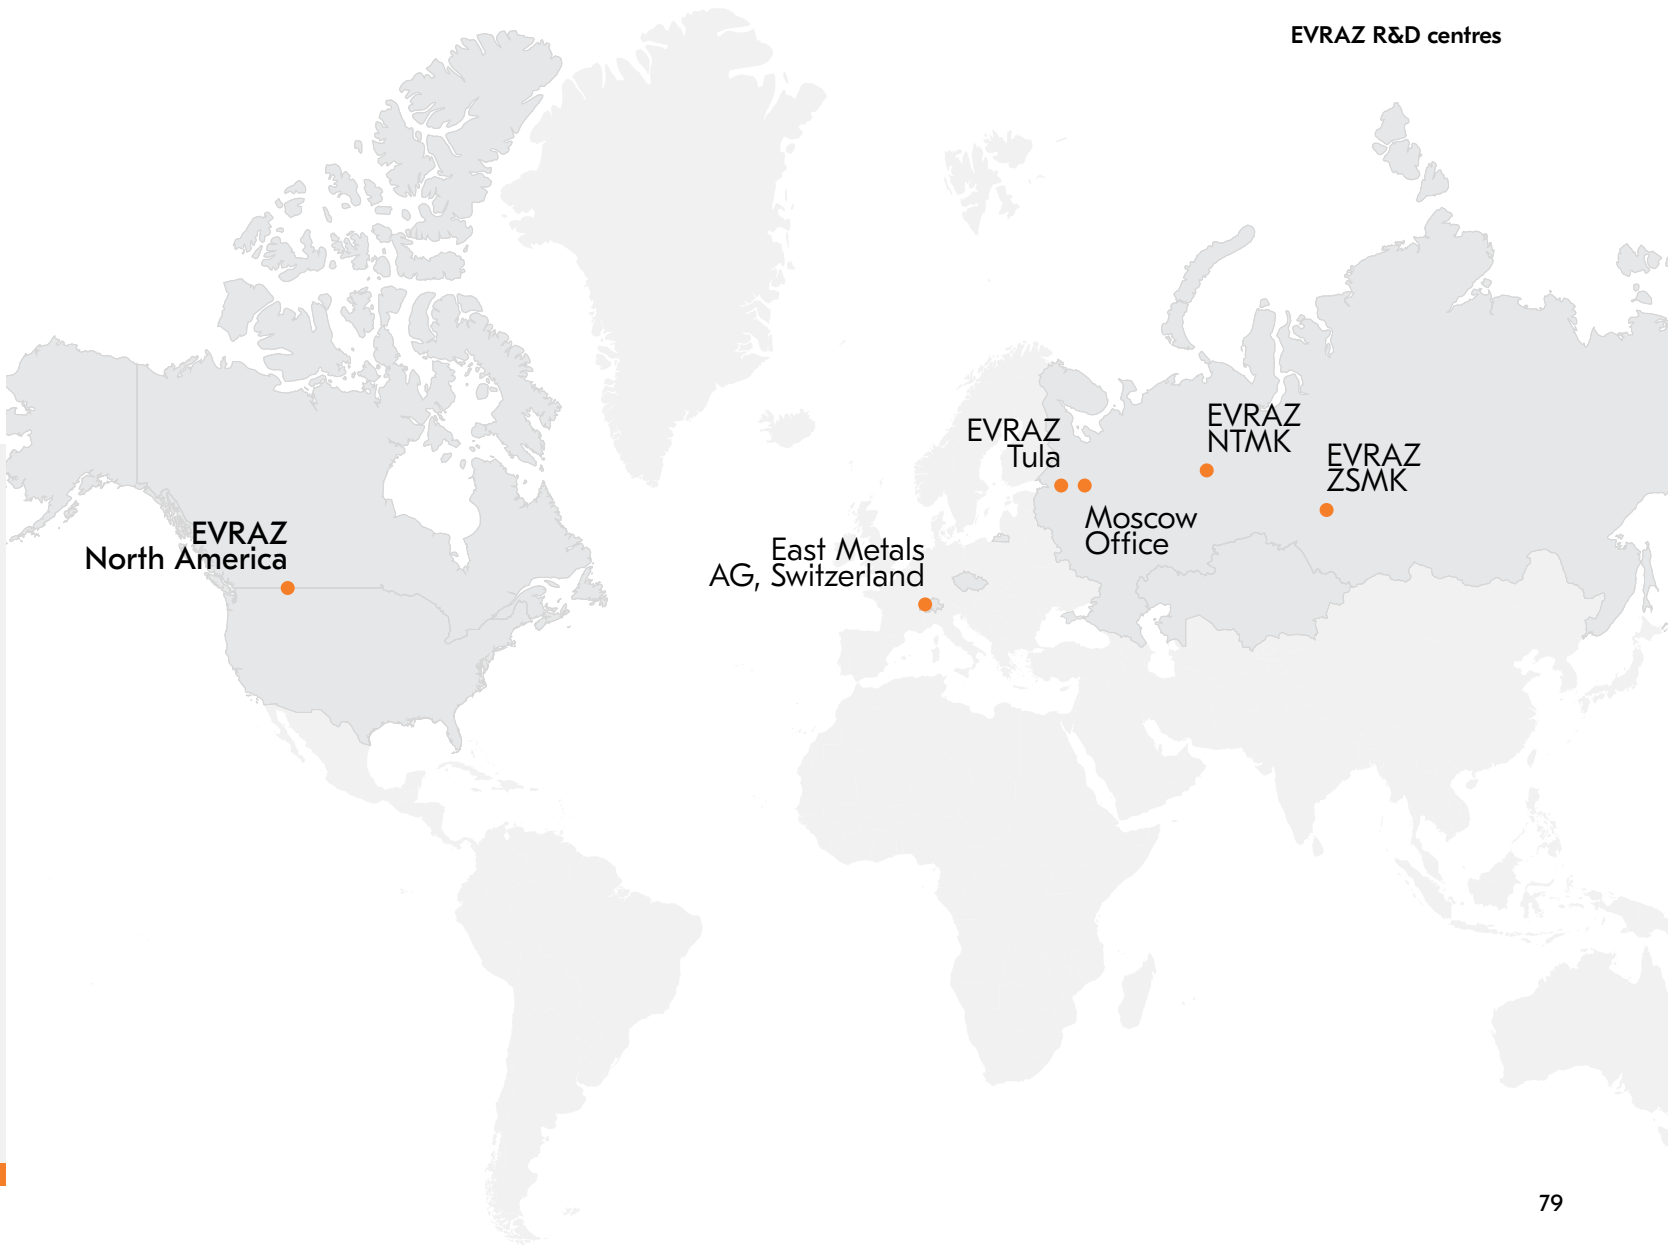 EVRAZ R&D centres
EVRAZ
NTMK
EVRAZ
Tula
EVRAZ
ZSMK
Moscow
Office
EVRAZ
North America
East Metals
AG, Switzerland
79